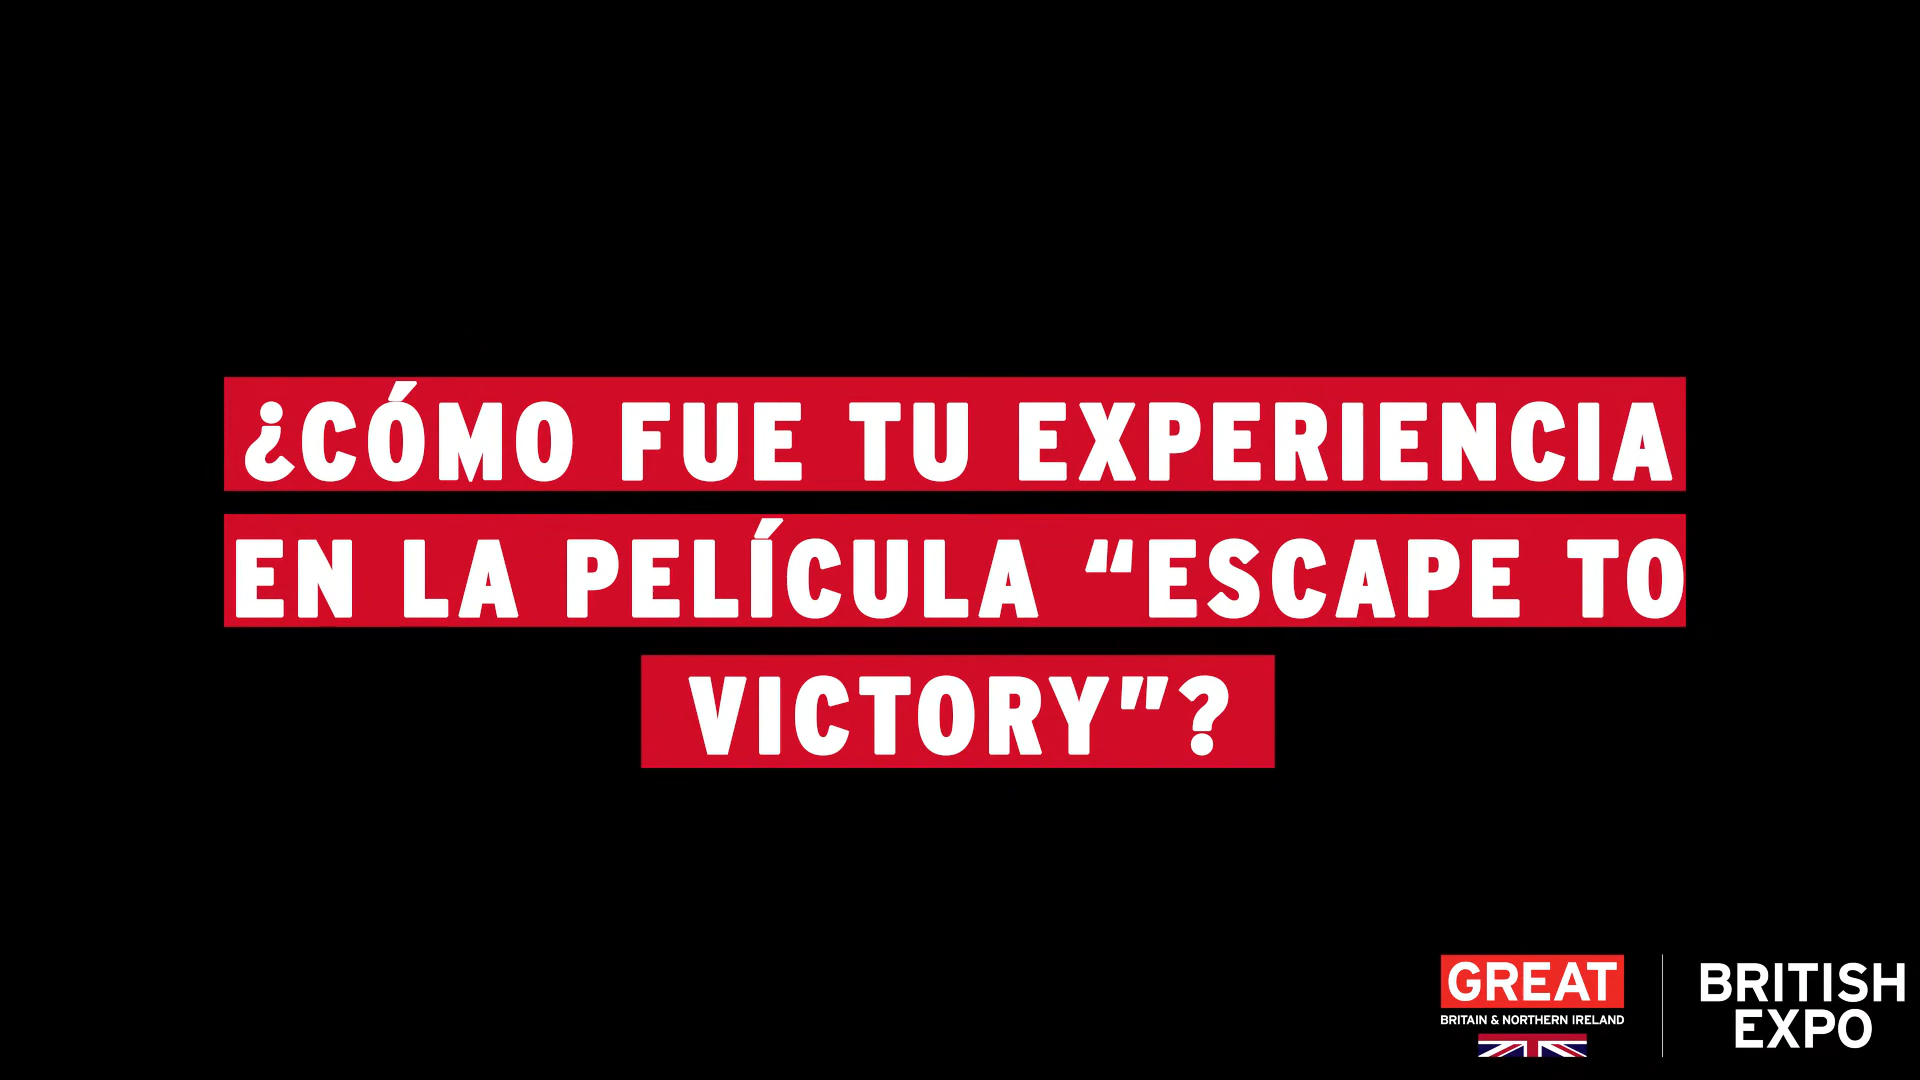 ¿CÓMO FUE TU EXPERIENCIA
EN LA PELÍCULA “ESCAPE TO
VICTORY”?
GREAT
BRITAIN & NORTHERN IRELAND
BRITISH
EXPO